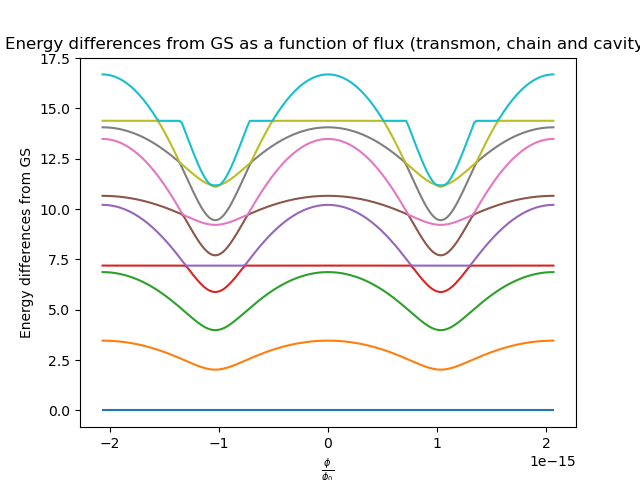 Energy differences from GS as a function of flux (transmon, chain and cavity
17.5
15.0
12.5
10.0
7.5
5.0
2.5
0.0
Energy differences from GS
−2
−1
0
1
2
1e−15
ϕ
ϕ₀